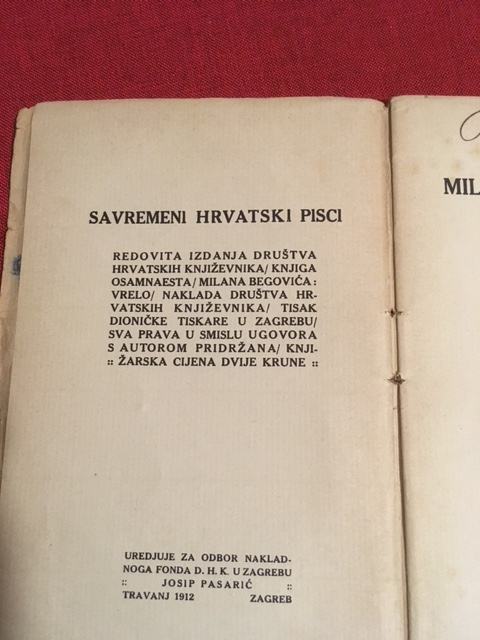 SAVREMENI HRVATSKI PISCI
REDOVITA IZDANJA DRUŠTVA
HRVATSKIH KNJIŽEVNIKA/ KNJIGA
OSAMNAESTA/ MILANA BEGOVIĆA:
VRELO/ NAKLADA DRUŠTVA HR-
VATSKIH KNJIŽEVNIKA/ TISAK
DIONIČKE TISKARE U ZAGREBU/
SVA PRAVA U SMISLU UGOVORA
S AUTOROM PRIDRŽANA/ KNJI-
:: ŽARSKA CIJENA DVIJE KRUNE ::
UREDJUJE ZA ODBOR NAKLAD-
NOGA FONDA D. H. K. U ZAGREBU
:: JOSIP PASARIĆ ::
TRAVANJ 1912 ZAGREB
MIL